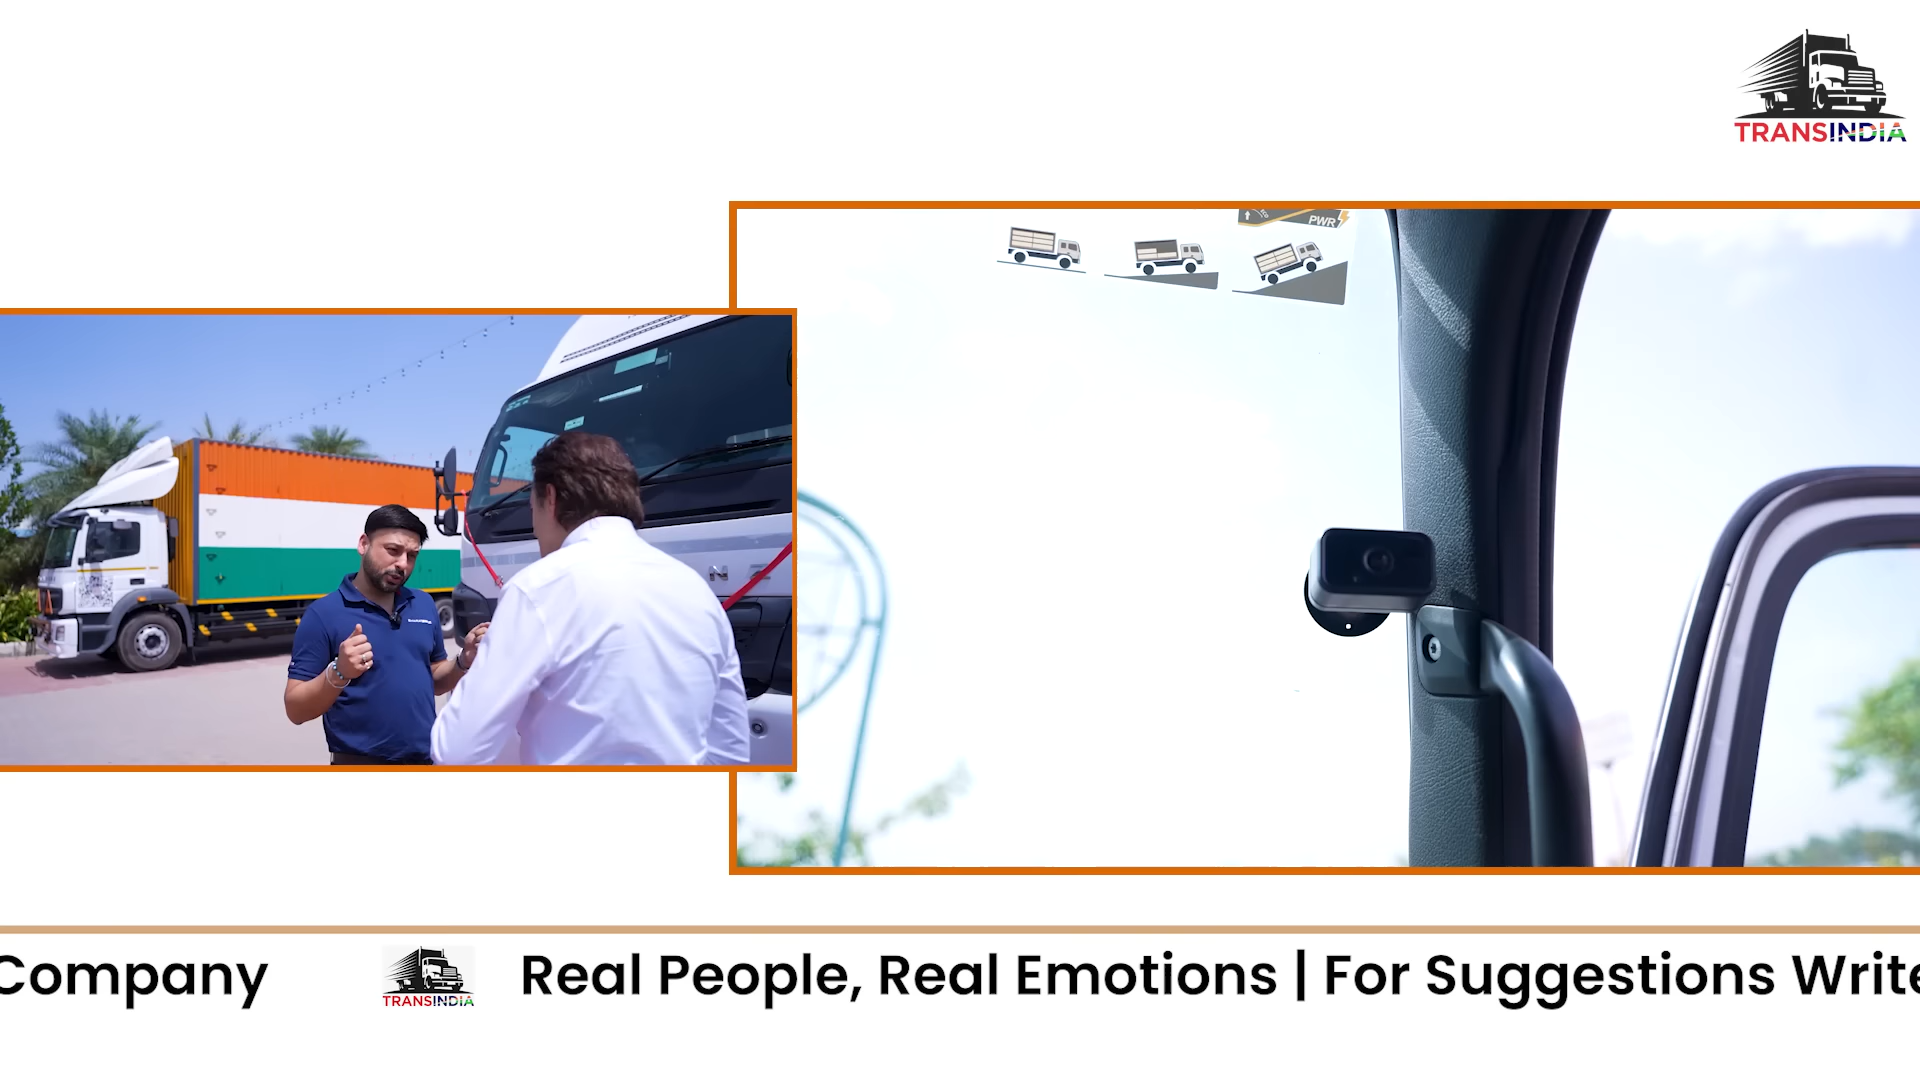 TRANSINDIA
PWR
N Z
Company
TRANSINDIA
Real People, Real Emotions | For Suggestions Write